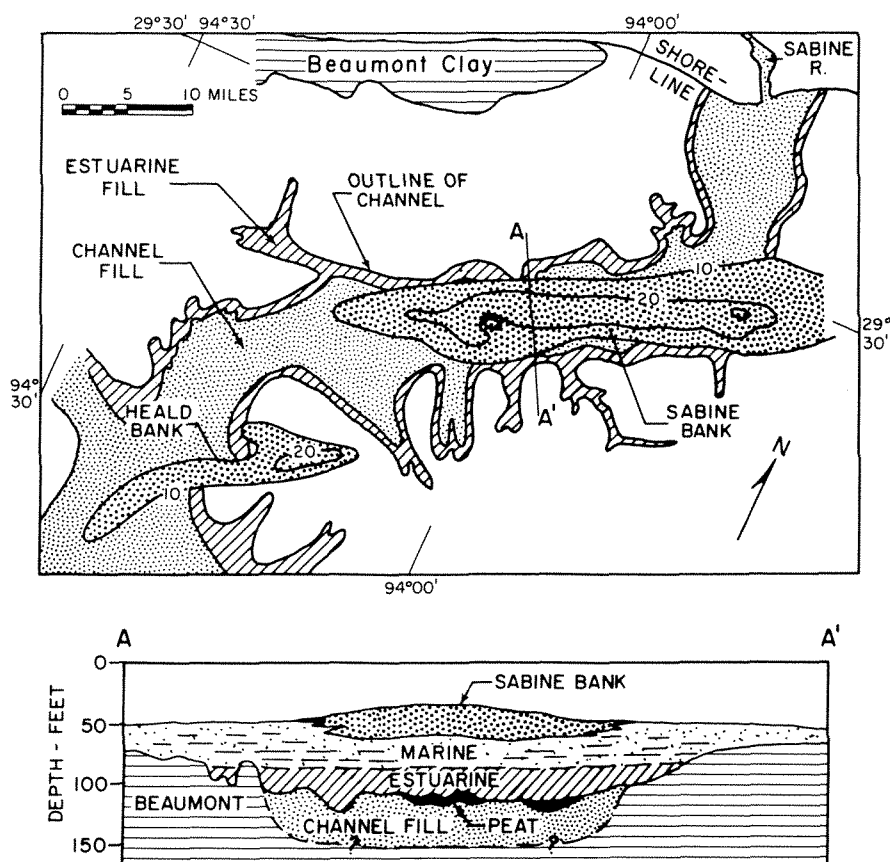 29°30' 94°30'
94°00'
Beaumont Clay
SHORE-
LINE
SABINE
R.
0 5 10 MILES
ESTUARINE
FILL
OUTLINE OF
CHANNEL
CHANNEL
FILL
A
10
20
29°
30'
94°
30'
HEALD
BANK
A'
SABINE
BANK
20
10
N
94°00'
A
A'
DEPTH - FEET
0
50
100
150
SABINE BANK
MARINE
ESTUARINE
BEAUMONT
CHANNEL FILL
PEAT
? ?